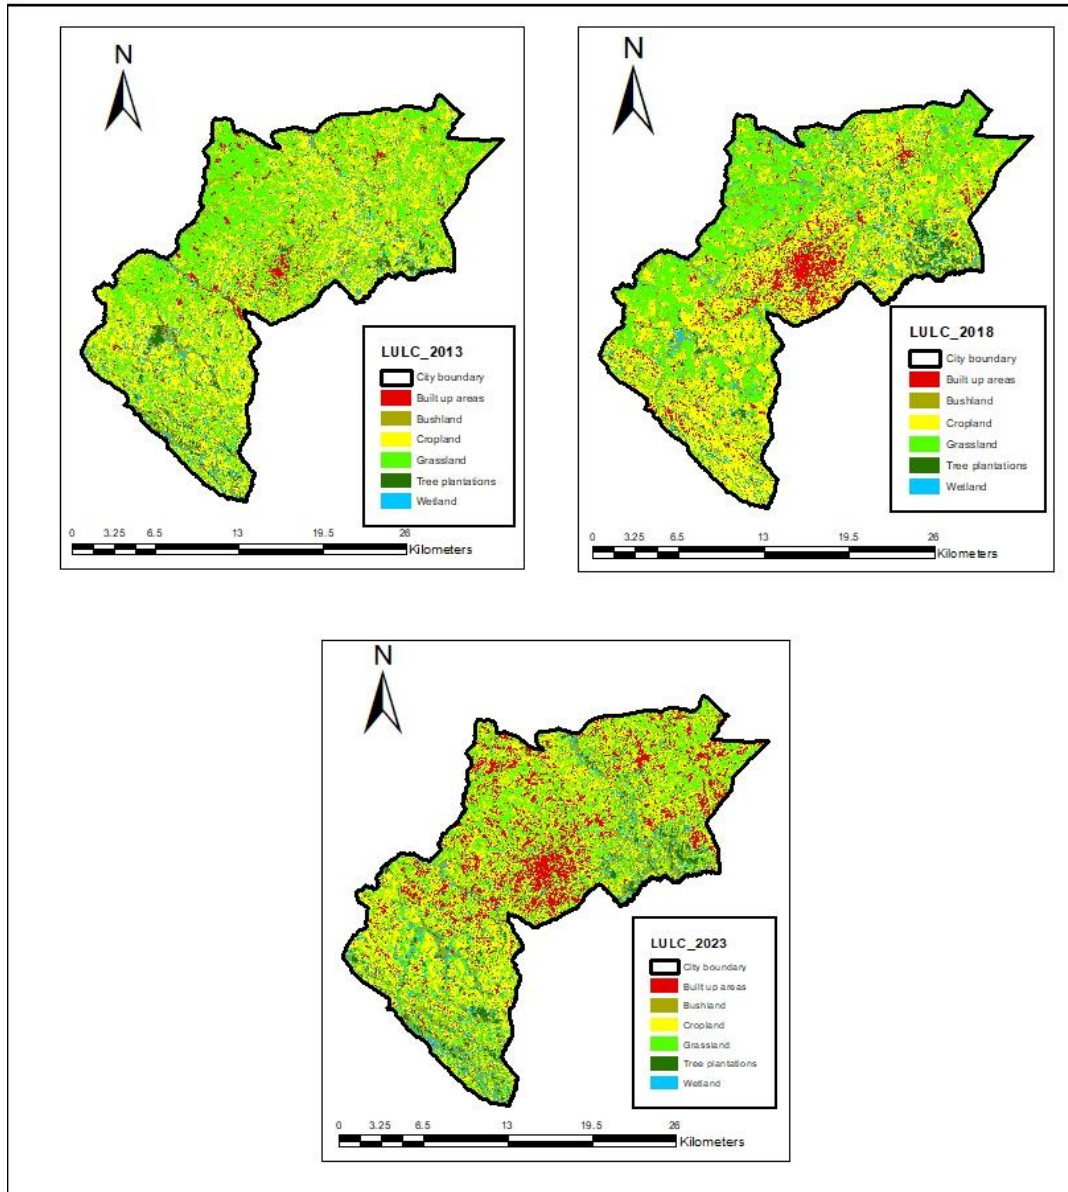 N
LULC_2013
City boundary
Built up areas
Bushland
Cropland
Grassland
Tree plantations
Wetland
0 3.25 6.5 13 19.5 26
Kilometers
N
LULC_2018
City boundary
Built up areas
Bushland
Cropland
Grassland
Tree plantations
Wetland
0 3.25 6.5 13 19.5 26
Kilometers
N
LULC_2023
City boundary
Built up areas
Bushland
Cropland
Grassland
Tree plantations
Wetland
0 3.25 6.5 13 19.5 26
Kilometers